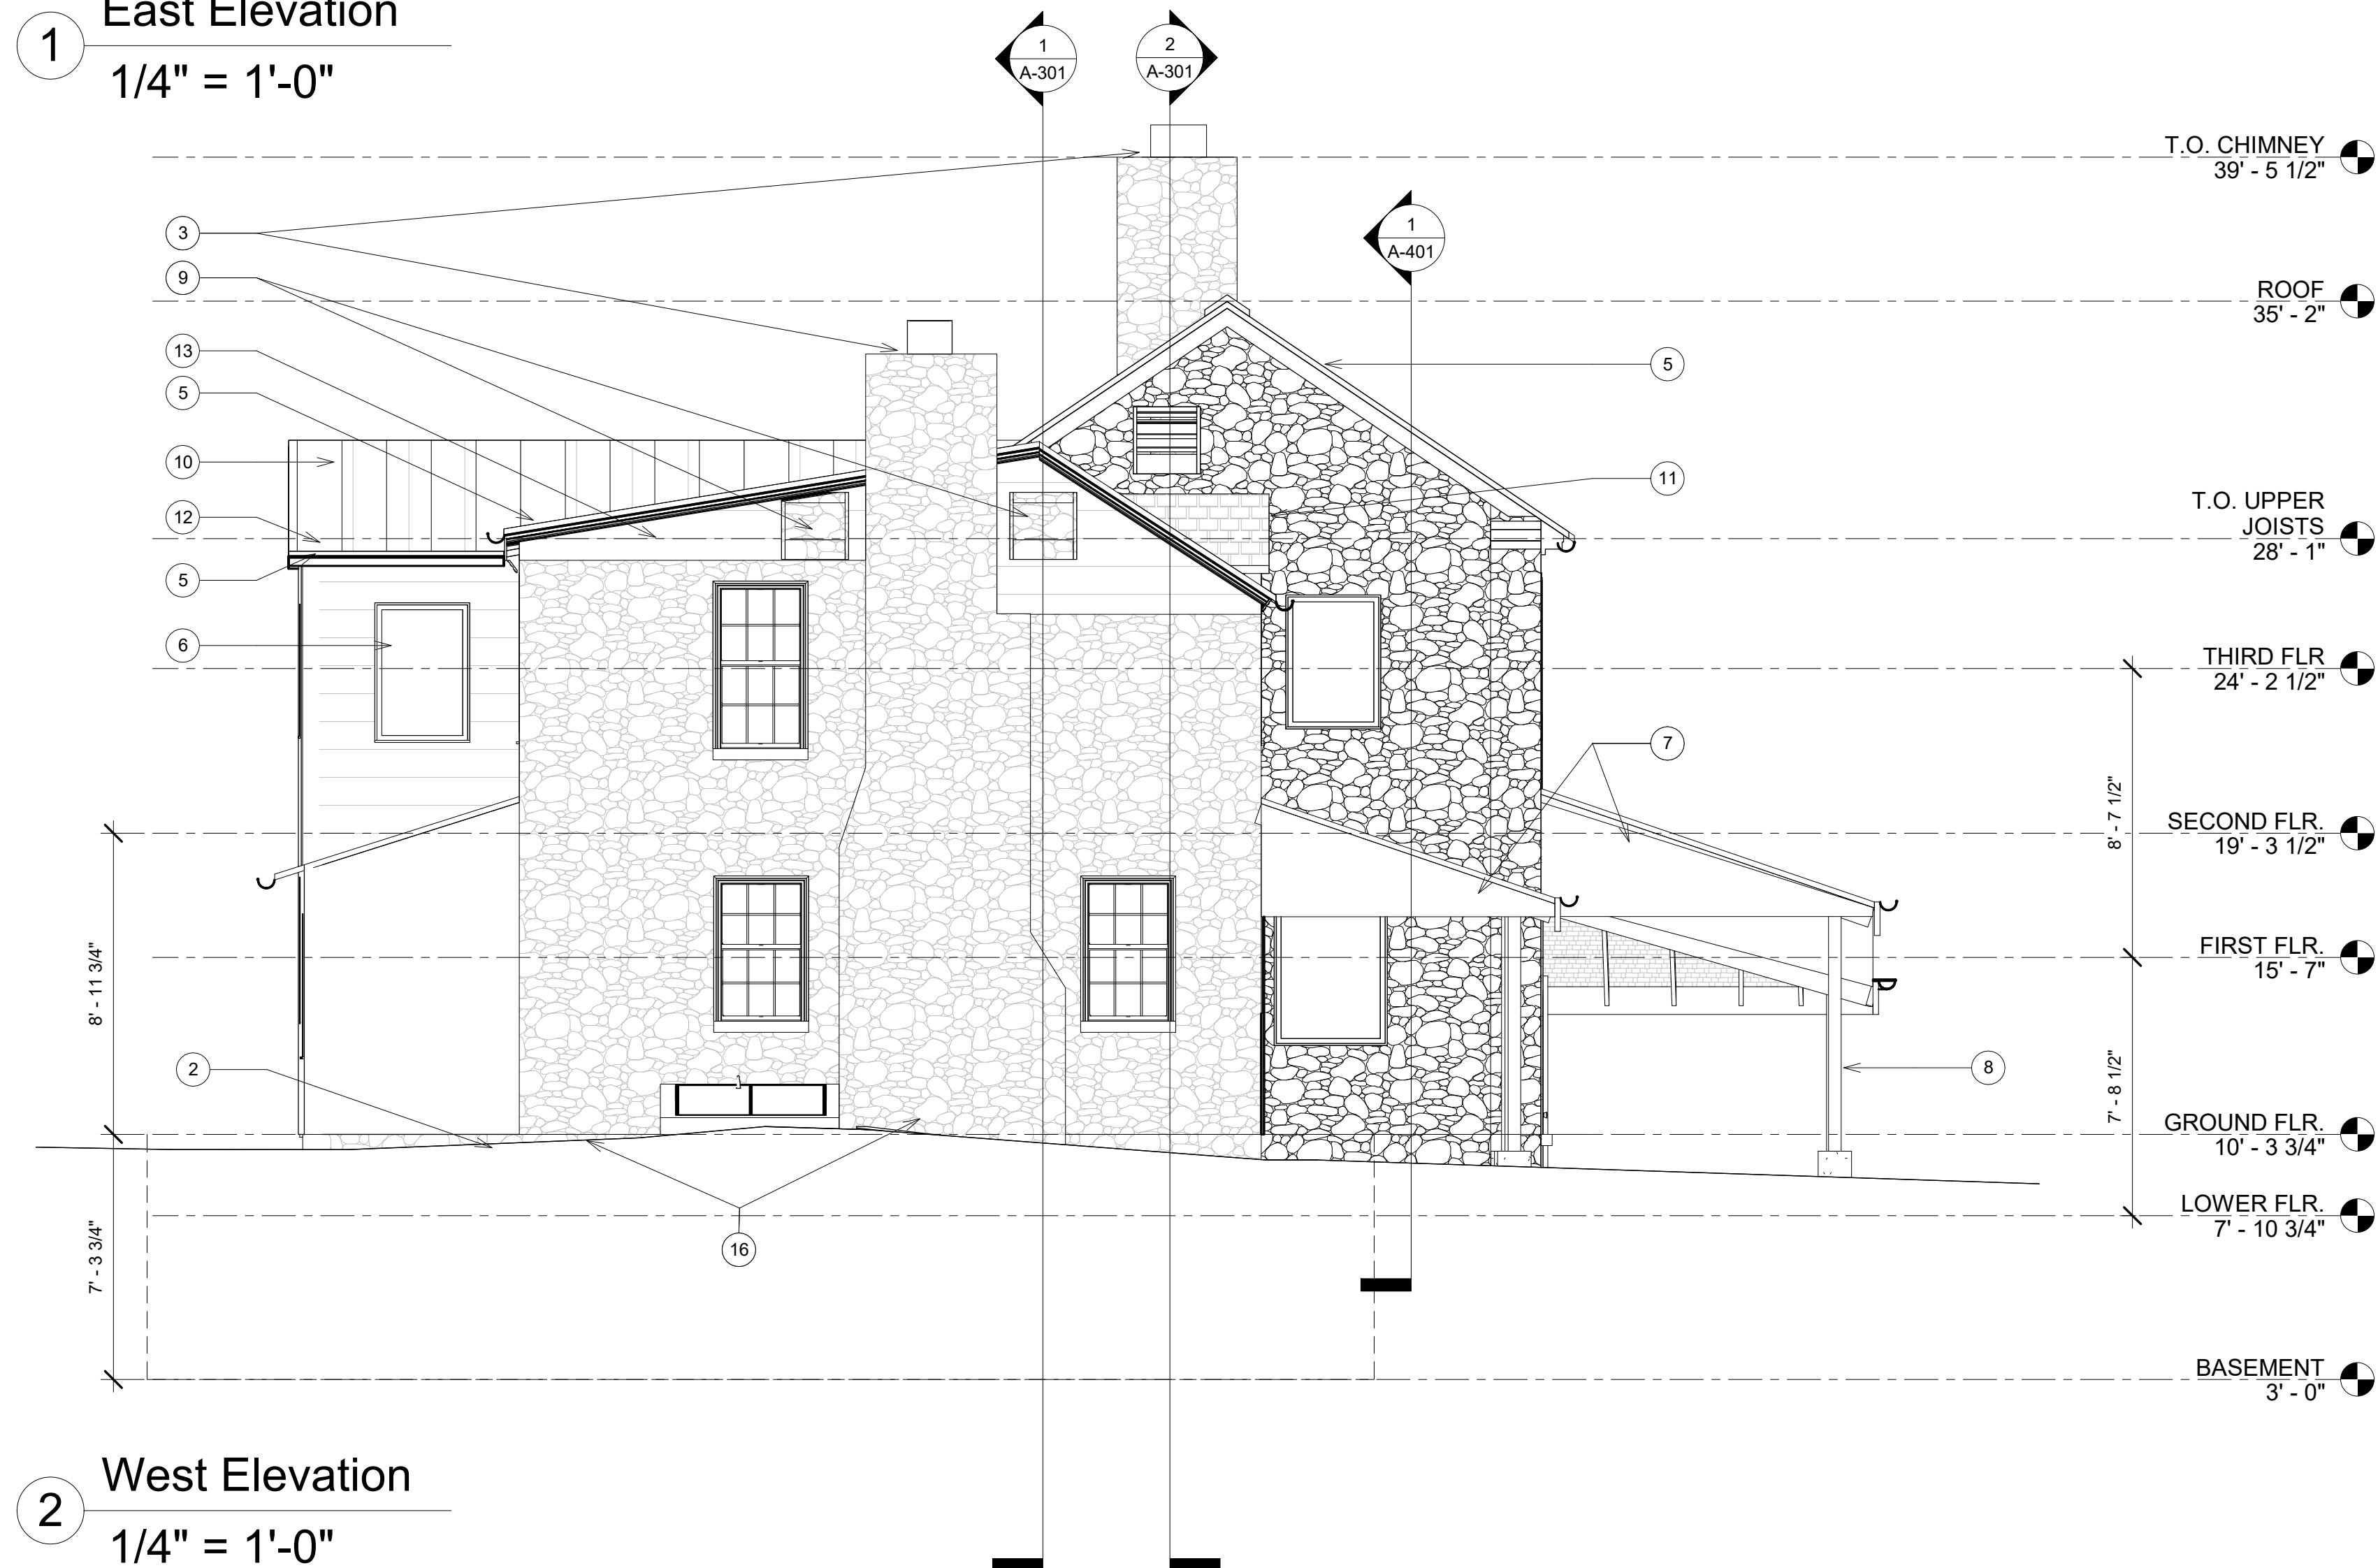 East Elevation
1
1/4" = 1'-0"
1
A-301
2
A-301
T.O. CHIMNEY
39' - 5 1/2"
3
1
A-401
9
ROOF
35' - 2"
13
5
5
10
11
12
T.O. UPPER
JOISTS
28' - 1"
5
6
THIRD FLR
24' - 2 1/2"
7
8' - 7 1/2"
SECOND FLR.
19' - 3 1/2"
8' - 11 3/4"
FIRST FLR.
15' - 7"
2
8
7' - 8 1/2"
GROUND FLR.
10' - 3 3/4"
LOWER FLR.
7' - 10 3/4"
16
7' - 3 3/4"
BASEMENT
3' - 0"
West Elevation
2
1/4" = 1'-0"